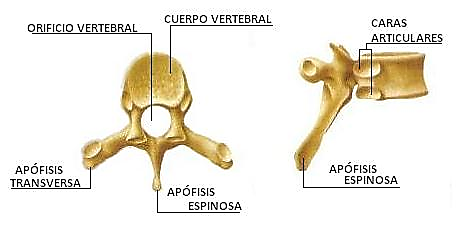 ORIFICIO VERTEBRAL
CUERPO VERTEBRAL
CARAS
ARTICULARES
APÓFISIS
TRANSVERSA
APÓFISIS
ESPINOSA
APÓFISIS
ESPINOSA